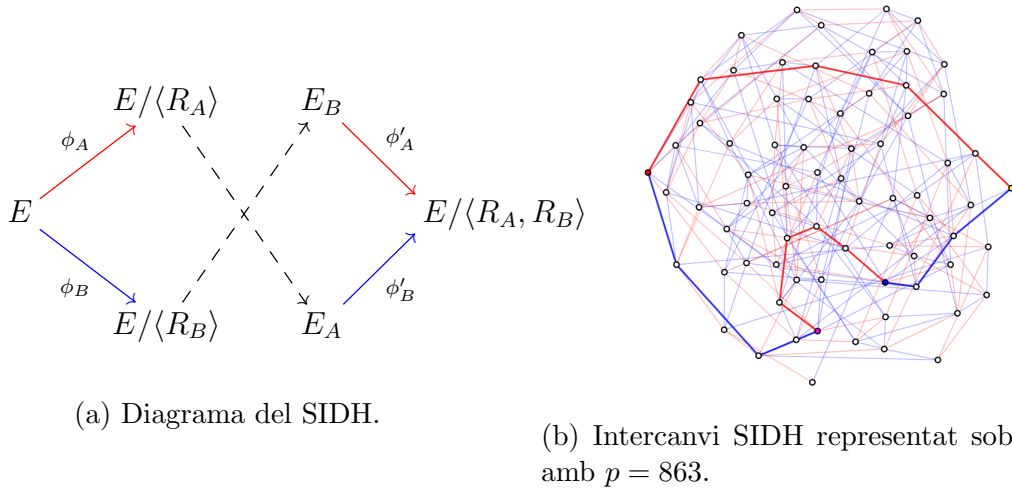 E/⟨R_A⟩ E_B
ϕ_A ϕ'_A
E E/⟨R_A, R_B⟩
ϕ_B ϕ'_B
E/⟨R_B⟩ E_A
(a) Diagrama del SIDH.
(b) Intercanvi SIDH representat sob
amb p = 863.